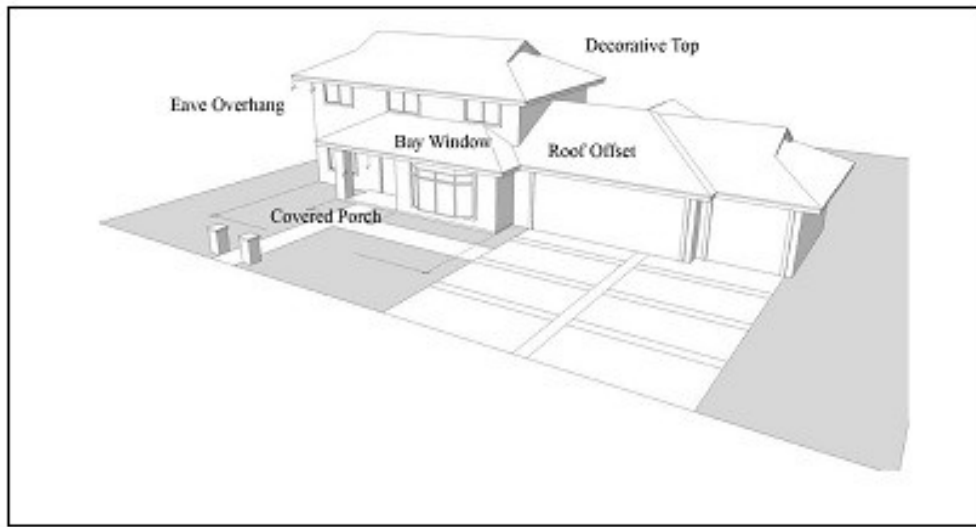 Decorative Top
Eave Overhang
Bay Window
Roof Offset
Covered Porch